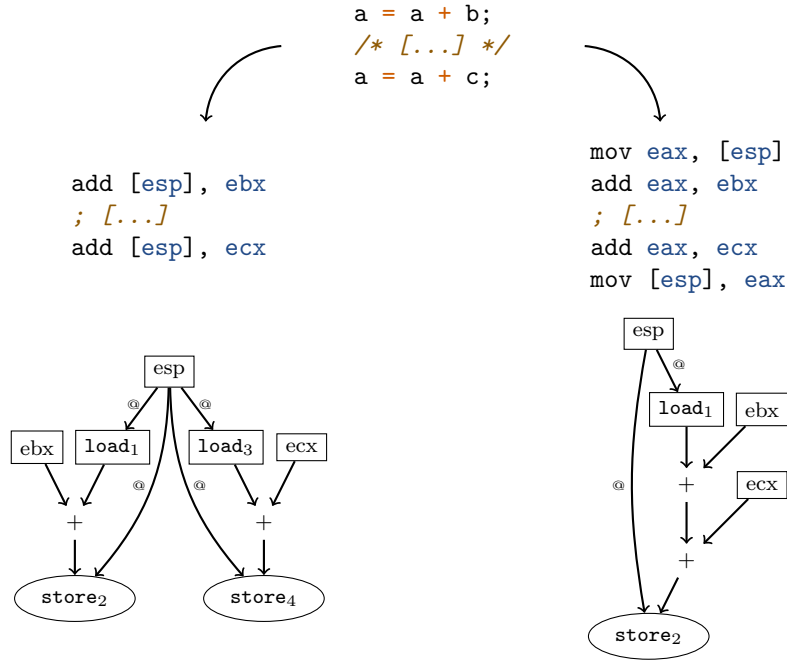 a = a + b;
/* [...] */
a = a + c;
add [esp], ebx
; [...]
add [esp], ecx
mov eax, [esp]
add eax, ebx
; [...]
add eax, ecx
mov [esp], eax
esp
@ @
ebx load₁ load₃ ecx
@ @
+ +
store₂ store₄
esp
@
load₁ ebx
@ +
ecx
+
store₂